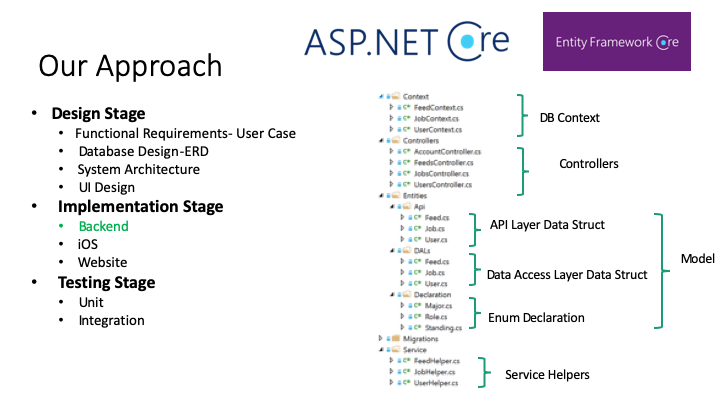 ASP.NET Core
Entity Framework Core
Our Approach
• Design Stage
• Functional Requirements- User Case
• Database Design-ERD
• System Architecture
• UI Design
• Implementation Stage
• Backend
• iOS
• Website
• Testing Stage
• Unit
• Integration
Context
C# FeedContext.cs
C# JobContext.cs
C# UserContext.cs
DB Context
Controllers
C# AccountController.cs
C# FeedsController.cs
C# JobsController.cs
C# UsersController.cs
Controllers
Entities
Api
C# Feed.cs
C# Job.cs
C# User.cs
API Layer Data Struct
DALs
C# Feed.cs
C# Job.cs
C# User.cs
Data Access Layer Data Struct
Declaration
C# Major.cs
C# Role.cs
C# Standing.cs
Enum Declaration
Model
Migrations
Service
C# FeedHelper.cs
C# JobHelper.cs
C# UserHelper.cs
Service Helpers